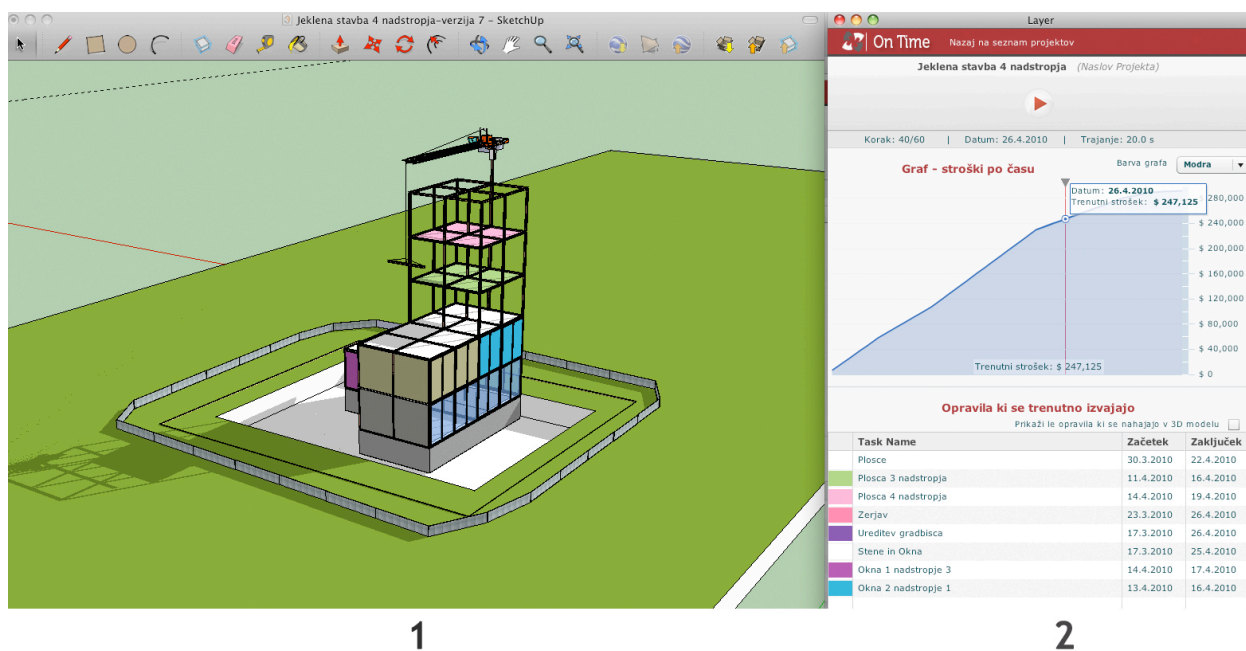 Jeklena stavba 4 nadstropja-verzija 7 – SketchUp
Layer
On Time Nazaj na seznam projektov
Jeklena stavba 4 nadstropja (Naslov Projekta)
Korak: 40/60 | Datum: 26.4.2010 | Trajanje: 20.0 s
Graf - stroški po času
Barva grafa Modra
Datum: 26.4.2010
Trenutni strošek: $ 247,125
280,000
$ 240,000
$ 200,000
$ 160,000
$ 120,000
$ 80,000
$ 40,000
$ 0
Trenutni strošek: $ 247,125
Opravila ki se trenutno izvajajo
Prikaži le opravila ki se nahajajo v 3D modelu
Task Name Začetek Zaključek
Plosce 30.3.2010 22.4.2010
Plosca 3 nadstropja 11.4.2010 16.4.2010
Plosca 4 nadstropja 14.4.2010 19.4.2010
Zerjav 23.3.2010 26.4.2010
Ureditev gradbisca 17.3.2010 26.4.2010
Stene in Okna 17.3.2010 25.4.2010
Okna 1 nadstropje 3 14.4.2010 17.4.2010
Okna 2 nadstropje 1 13.4.2010 16.4.2010
1
2